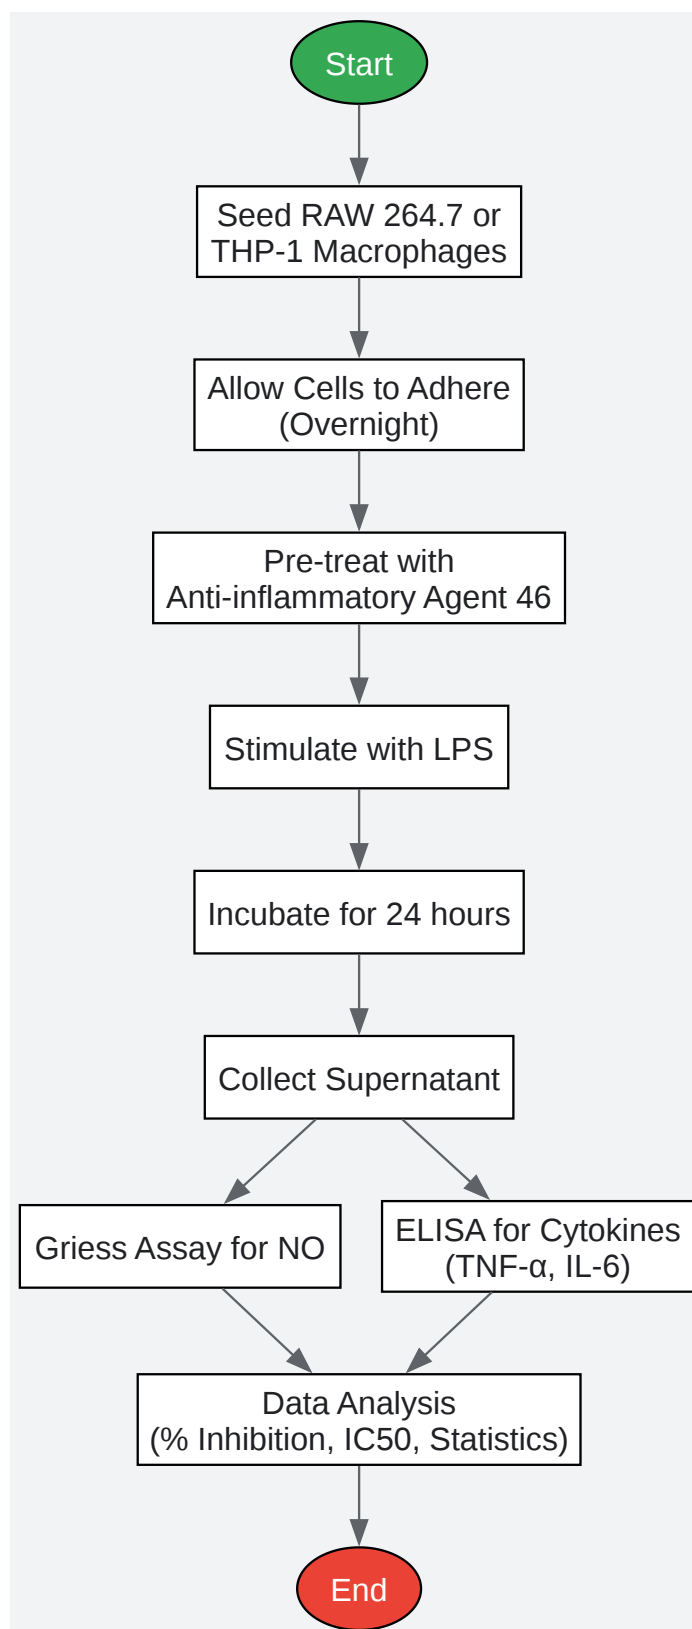 Start
Seed RAW 264.7 or
THP-1 Macrophages
Allow Cells to Adhere
(Overnight)
Pre-treat with
Anti-inflammatory Agent 46
Stimulate with LPS
Incubate for 24 hours
Collect Supernatant
Griess Assay for NO
ELISA for Cytokines
(TNF-α, IL-6)
Data Analysis
(% Inhibition, IC50, Statistics)
End